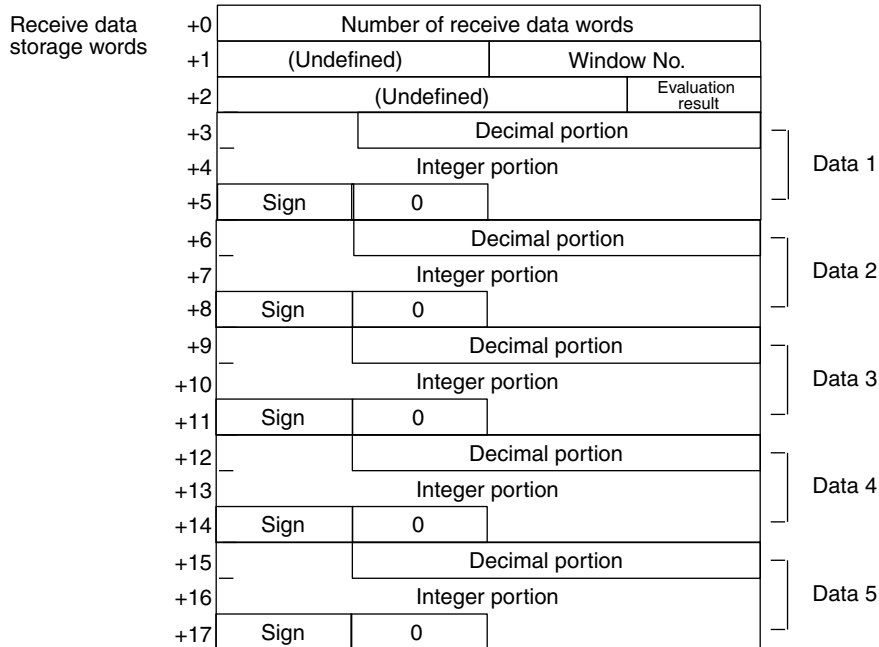 Receive data
storage words
+0 Number of receive data words
+1 (Undefined) Window No.
+2 (Undefined) Evaluation
result
+3 Decimal portion
+4 Integer portion Data 1
+5 Sign 0
+6 Decimal portion
+7 Integer portion Data 2
+8 Sign 0
+9 Decimal portion
+10 Integer portion Data 3
+11 Sign 0
+12 Decimal portion
+13 Integer portion Data 4
+14 Sign 0
+15 Decimal portion
+16 Integer portion Data 5
+17 Sign 0